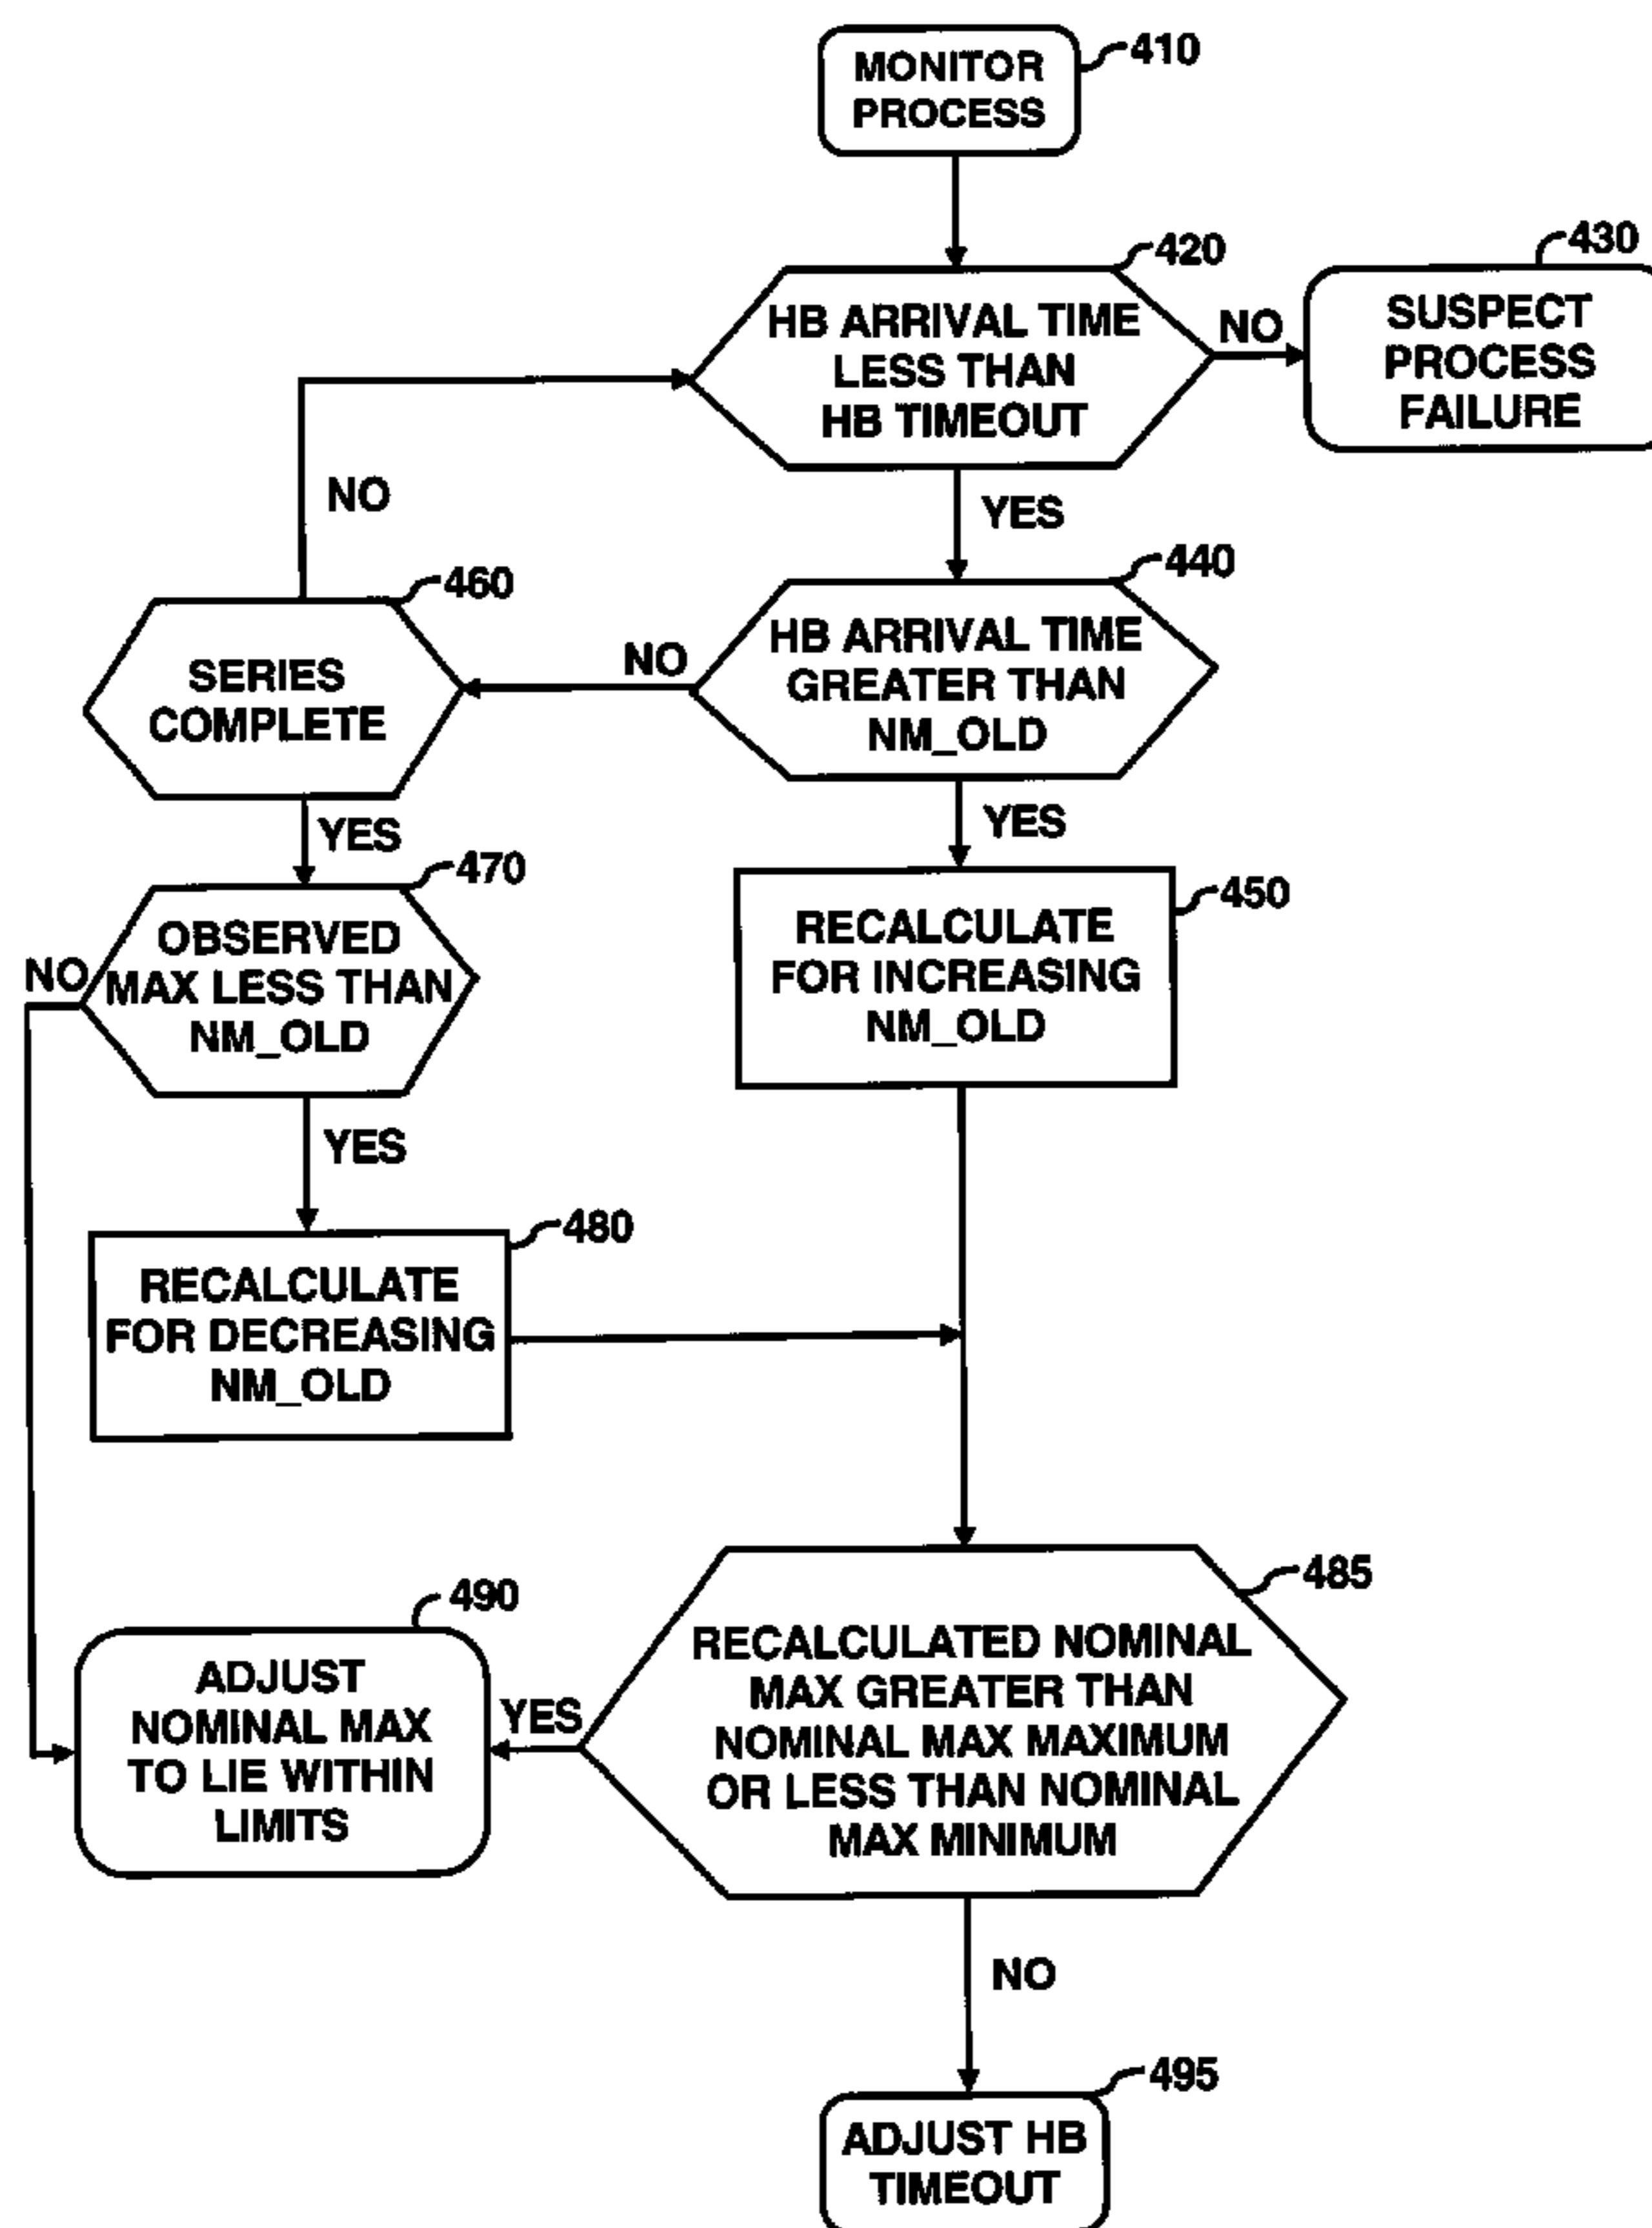 MONITOR
PROCESS
410
420
HB ARRIVAL TIME
LESS THAN
HB TIMEOUT
NO
430
SUSPECT
PROCESS
FAILURE
NO
YES
440
HB ARRIVAL TIME
GREATER THAN
NM_OLD
NO
460
SERIES
COMPLETE
YES
YES
470
OBSERVED
MAX LESS THAN
NM_OLD
NO
450
RECALCULATE
FOR INCREASING
NM_OLD
YES
480
RECALCULATE
FOR DECREASING
NM_OLD
485
RECALCULATED NOMINAL
MAX GREATER THAN
NOMINAL MAX MAXIMUM
OR LESS THAN NOMINAL
MAX MINIMUM
YES
490
ADJUST
NOMINAL MAX
TO LIE WITHIN
LIMITS
NO
495
ADJUST HB
TIMEOUT